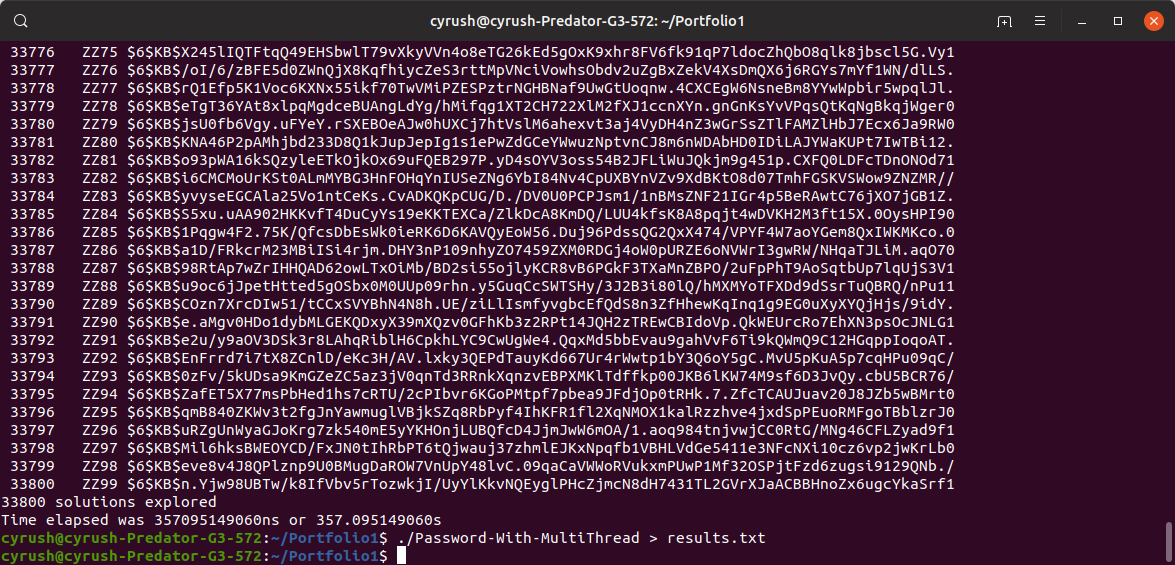 cyrush@cyrush-Predator-G3-572: ~/Portfolio1
33776 ZZ75 $6$KB$X245lIQTFtqQ49EHSbwlT79vXkyVVn4o8eTG26kEd5gOxK9xhr8FV6fk91qP7ldocZhQbO8qlk8jbscl5G.Vy1
33777 ZZ76 $6$KB$/oI/6/zBFE5d0ZWnQjX8KqfhiycZeS3rttMpVNciVowhsObdv2uZgBxZekV4XsDmQX6j6RGYs7mYf1WN/dlLS.
33778 ZZ77 $6$KB$rQ1Efp5K1Voc6KXNx55ikf70TwVMiPZESPztrNGHBNaf9UwGtUoqnw.4CXCEgW6NsneBm8YYwWpbir5wpqlJl.
33779 ZZ78 $6$KB$eTgT36YAt8xlpqMgdceBUAngLdYg/hMifqg1XT2CH722XlM2fXJ1ccnXYn.gnGnKsYvVPqsQtKqNgBkqjWger0
33780 ZZ79 $6$KB$jsU0fb6Vgy.uFYeY.rSXEBOeAJw0hUXCj7htVslM6ahexvt3aj4VyDH4nZ3wGrSsZTlFAMZlHbJ7Ecx6Ja9RW0
33781 ZZ80 $6$KB$KNA46P2pAMhjbd233D8Q1kJupJepIg1s1ePwZdGCeYWwuzNptvnCJ8m6nWDAbHD0IDiLAJYWaKUPt7IwTBi12.
33782 ZZ81 $6$KB$o93pWA16kSQzyleETkOjkOx69uFQEB297P.yD4sOYV3oss54B2JFLiWuJQkjm9g451p.CXFQ0LDFcTDnONOd71
33783 ZZ82 $6$KB$i6CMCMoUrKSt0ALmMYBG3HnFOHqYnIUSeZNg6YbI84Nv4CpUXBYnVZv9XdBKtO8d07TmhFGSKVSWow9ZNZMR//
33784 ZZ83 $6$KB$yvyseEGCAla25Vo1ntCeKs.CvADKQKpCUG/D./DV0U0PCPJsm1/1nBMsZNF21IGr4p5BeRAwtC76jXO7jGB1Z.
33785 ZZ84 $6$KB$S5xu.uAA902HKKvfT4DuCyYs19eKKTEXCa/ZlkDcA8KmDQ/LUU4kfsK8A8pqjt4wDVKH2M3ft15X.0OysHPI90
33786 ZZ85 $6$KB$1Pqgw4F2.75K/QfcsDbEsWk0ieRK6D6KAVQyEoW56.Duj96PdssQG2QxX474/VPYF4W7aoYGem8QxIWKMKco.0
33787 ZZ86 $6$KB$a1D/FRkcrM23MBiISi4rjm.DHY3nP109nhyZO7459ZXM0RDGj4oW0pURZE6oNVWrI3gwRW/NHqaTJLiM.aqO70
33788 ZZ87 $6$KB$98RtAp7wZrIHHQAD62owLTxOiMb/BD2si55ojlyKCR8vB6PGkF3TXaMnZBPO/2uFpPhT9AoSqtbUp7lqUjS3V1
33789 ZZ88 $6$KB$u9oc6jJpetHtted5gOSbx0M0UUp09rhn.y5GuqCcSWTSHy/3J2B3i80lQ/hMXMYoTFXDd9dSsrTuQBRQ/nPu11
33790 ZZ89 $6$KB$COzn7XrcDIw51/tCCxSVYBhN4N8h.UE/ziLlIsmfyvgbcEfQdS8n3ZfHhewKqInq1g9EG0uXyXYQjHjs/9idY.
33791 ZZ90 $6$KB$e.aMgv0HDo1dybMLGEKQDxyX39mXQzv0GFhKb3z2RPt14JQH2zTREwCBIdoVp.QkWEUrcRo7EhXN3psOcJNLG1
33792 ZZ91 $6$KB$e2u/y9aOV3DSk3r8LAhqRiblH6CpkhLYC9CwUgWe4.QqxMd5bbEvau9gahVvF6Ti9kQWmQ9C12HGqppIoqoAT.
33793 ZZ92 $6$KB$EnFrrd7i7tX8ZCnlD/eKc3H/AV.lxky3QEPdTauyKd667Ur4rWwtp1bY3Q6oY5gC.MvU5pKuA5p7cqHPu09qC/
33794 ZZ93 $6$KB$0zFv/5kUDsa9KmGZeZC5az3jV0qnTd3RRnkXqnzvEBPXMKlTdffkp00JKB6lKW74M9sf6D3JvQy.cbU5BCR76/
33795 ZZ94 $6$KB$ZafET5X77msPbHed1hs7cRTU/2cPIbvr6KGoPMtpf7pbea9JFdjOp0tRHk.7.ZfcTCAUJuav20J8JZb5wBMrt0
33796 ZZ95 $6$KB$qmB840ZKWv3t2fgJnYawmuglVBjkSZq8RbPyf4IhKFR1fl2XqNMOX1kalRzzhve4jxdSpPEuoRMFgoTBblzrJ0
33797 ZZ96 $6$KB$uRZgUnWyaGJoKrg7zk540mE5yYKHOnjLUBQfcD4JjmJwW6mOA/1.aoq984tnjvwjCC0RtG/MNg46CFLZyad9f1
33798 ZZ97 $6$KB$Mil6hksBWEOYCD/FxJN0tIhRbPT6tQjwauj37zhmlEJKxNpqfb1VBHLVdGe5411e3NFcNXi10cz6vp2jwKrLb0
33799 ZZ98 $6$KB$eve8v4J8QPlznp9U0BMugDaROW7VnUpY48lvC.09qaCaVWWoRVukxmPUwP1Mf32OSPjtFzd6zugsi9129QNb./
33800 ZZ99 $6$KB$n.Yjw98UBTw/k8IfVbv5rTozwkjI/UyYlKkvNQEyglPHcZjmcN8dH7431TL2GVrXJaACBBHnoZx6ugcYkaSrf1
33800 solutions explored
Time elapsed was 357095149060ns or 357.095149060s
cyrush@cyrush-Predator-G3-572:~/Portfolio1$ ./Password-With-MultiThread > results.txt
cyrush@cyrush-Predator-G3-572:~/Portfolio1$